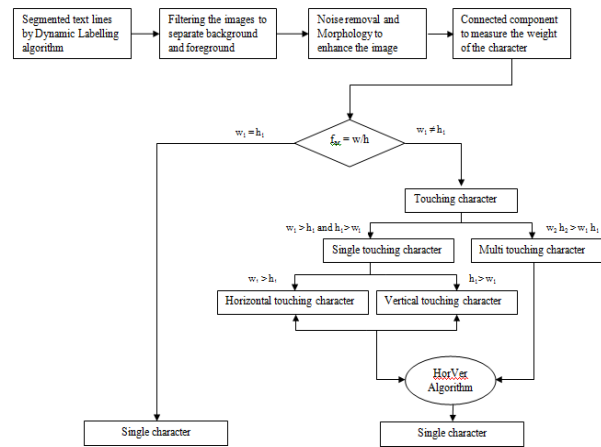 Segmented text lines
by Dynamic Labelling
algorithm
Filtering the images to
separate background
and foreground
Noise removal and
Morphology to
enhance the image
Connected component
to measure the weight
of the character
w₁ = h₁
= w/h
w₁ ≠ h₁
Touching character
w₁ > h₁ and h₁ > w₁
w₂ h₂ > w₁ h₁
Single touching character
Multi touching character
w₁ > h₁
h₁ > w₁
Horizontal touching character
Vertical touching character
HorVer
Algorithm
Single character
Single character